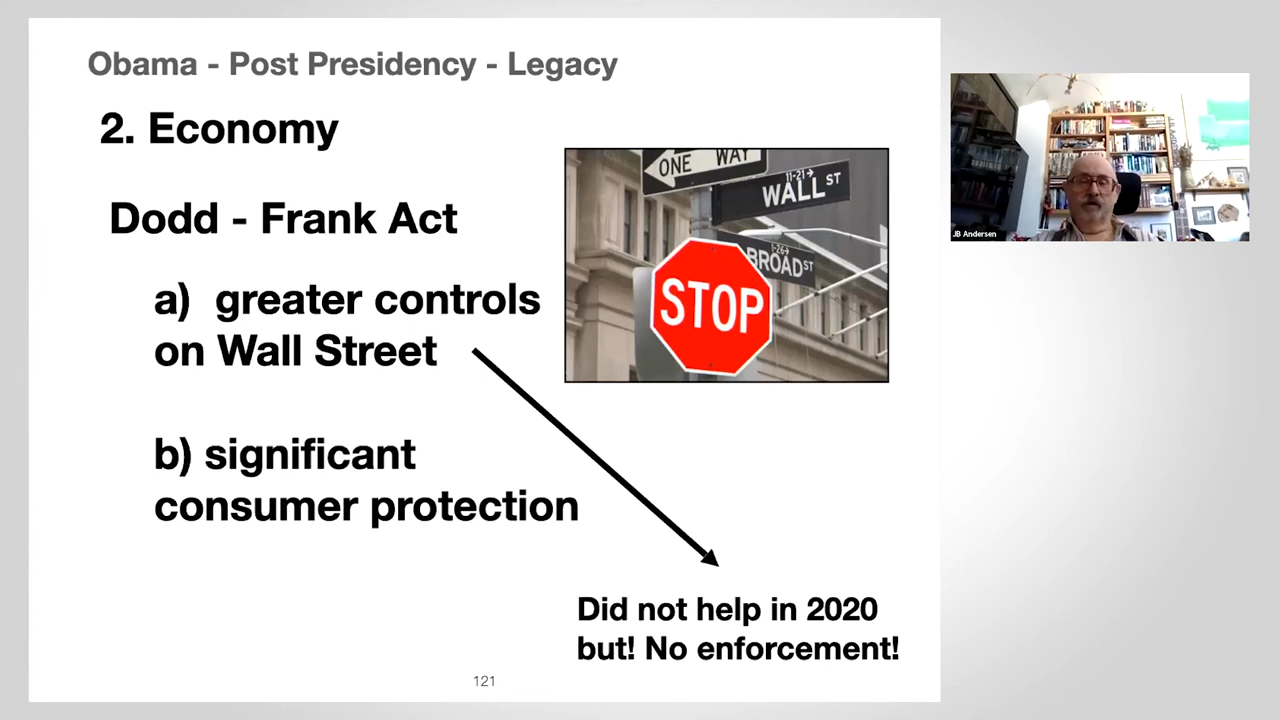 Obama - Post Presidency - Legacy
2. Economy
Dodd - Frank Act
a) greater controls
on Wall Street
b) significant
consumer protection
Did not help in 2020
but! No enforcement!
121
ONE WAY
11-21→
WALL ST
1-26→
BROAD ST
STOP
JB Andersen